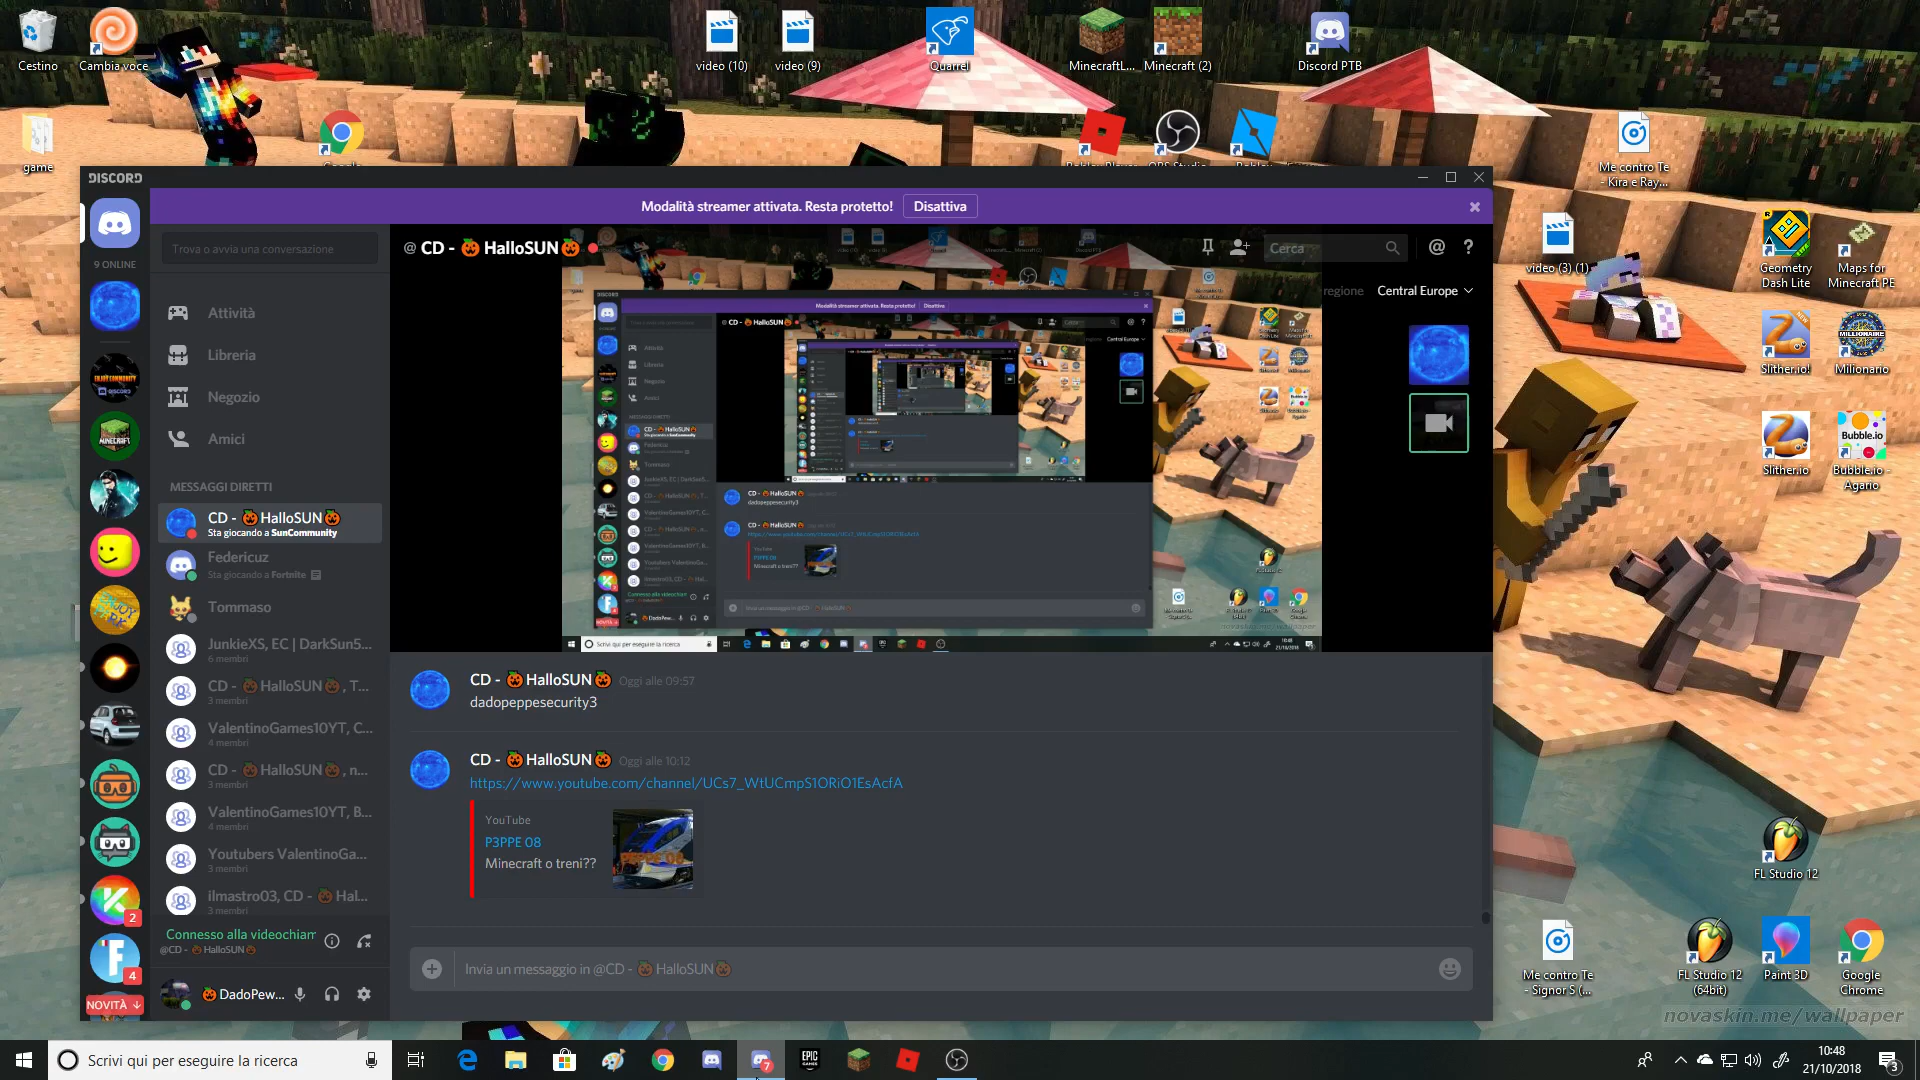 Cestino
Cambia voce
video (10)
video (9)
Quarrel
MinecraftL...
Minecraft (2)
Discord PTB
game
Me contro Te
- Kira e Ray...
video (3) (1)
Geometry
Dash Lite
Maps for
Minecraft PE
Slither.io!
Milionario
Slither.io
Bubble.io -
Agario
FL Studio 12
Me contro Te
- Signor S (...
FL Studio 12
(64bit)
Paint 3D
Google
Chrome
novaskin.me/wallpaper
DISCORD
Modalità streamer attivata. Resta protetto!
Disattiva
Trova o avvia una conversazione
@ CD - 🎃 HalloSUN🎃
Cerca
9 ONLINE
regione
Central Europe
Attività
Libreria
Negozio
Amici
MESSAGGI DIRETTI
CD - 🎃HalloSUN🎃
Sta giocando a SunCommunity
Federicuz
Sta giocando a Fortnite
Tommaso
JunkieXS, EC | DarkSun5...
6 membri
CD - 🎃HalloSUN🎃, T...
3 membri
ValentinoGames10YT, C...
4 membri
CD - 🎃HalloSUN🎃, n...
3 membri
ValentinoGames10YT, B...
4 membri
Youtubers ValentinoGa...
3 membri
ilmastro03, CD - 🎃Hal...
3 membri
Connesso alla videochiam
@CD - 🎃HalloSUN🎃
🎃DadoPew...
2
4
NOVITÀ
CD - 🎃HalloSUN🎃 Oggi alle 09:57
dadopeppesecurity3
CD - 🎃HalloSUN🎃 Oggi alle 10:12
https://www.youtube.com/channel/UCs7_WtUCmpS1ORiO1EsAcfA
YouTube
P3PPE 08
Minecraft o treni??
Invia un messaggio in @CD - 🎃HalloSUN🎃
Scrivi qui per eseguire la ricerca
7
EPIC
GAMES
10:48
21/10/2018
3